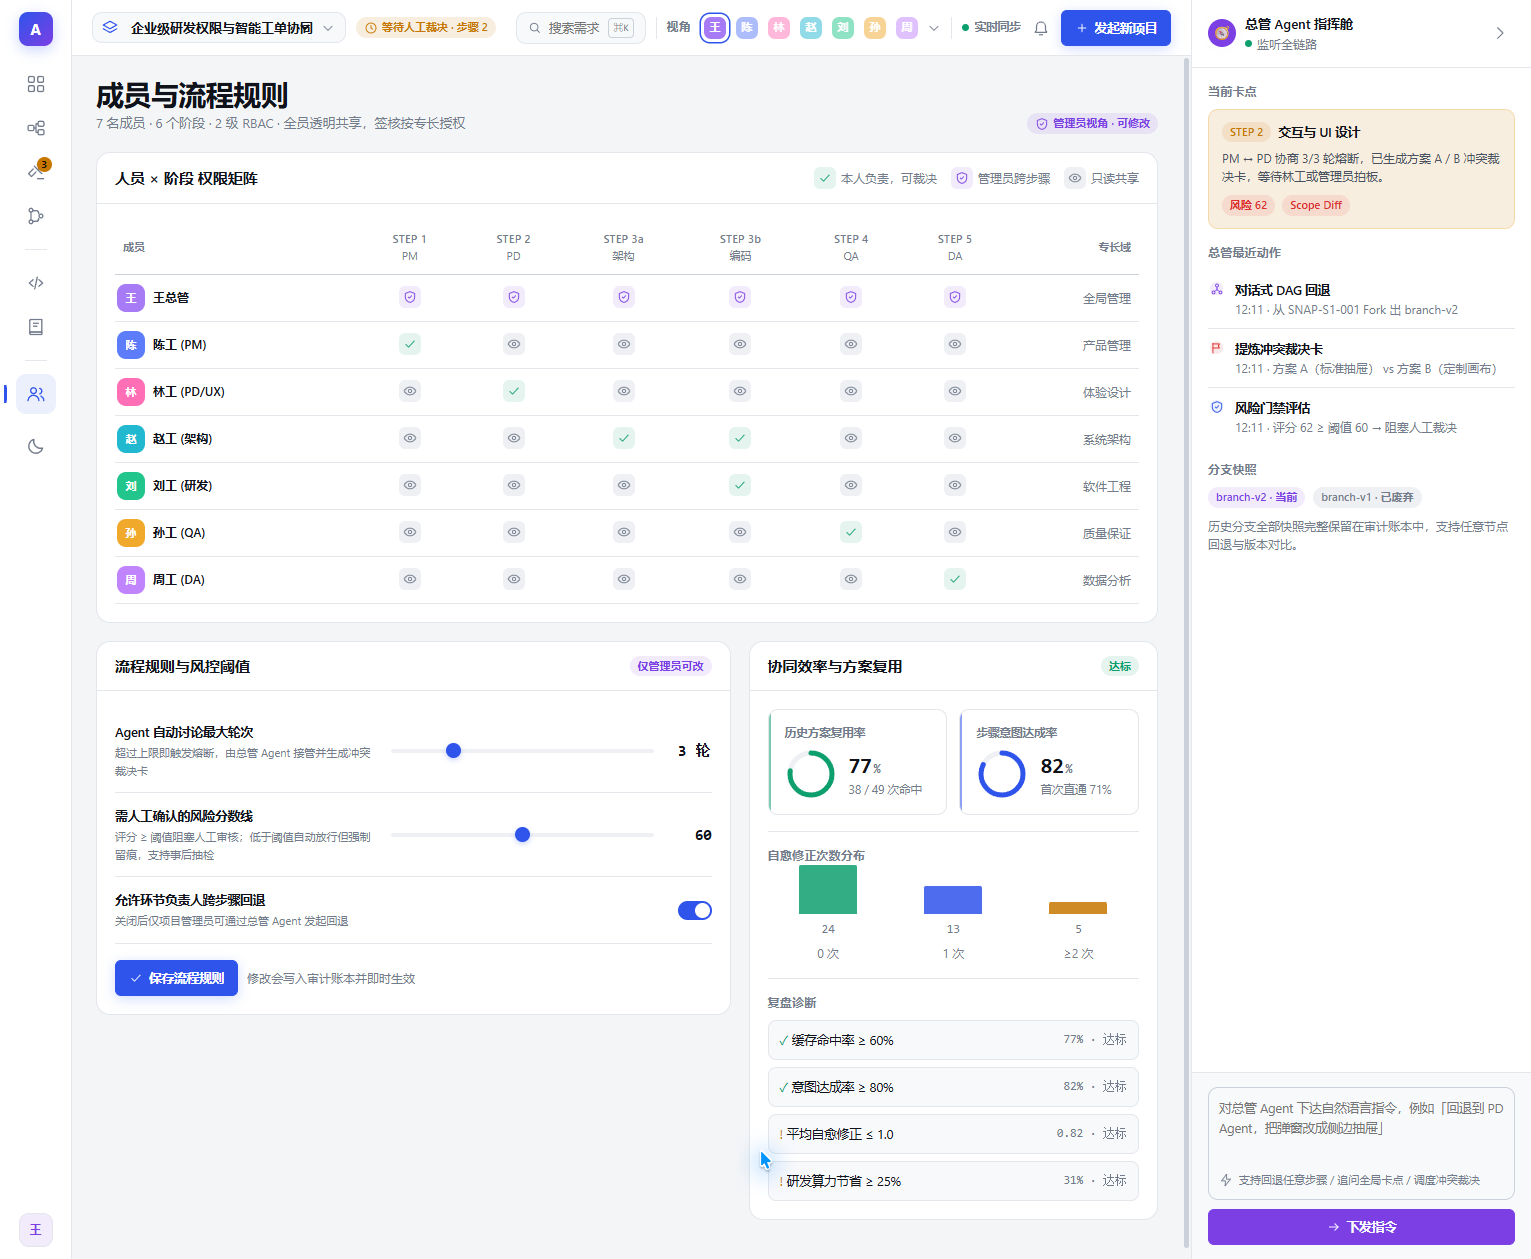 A
企业级研发权限与智能工单协同
等待人工裁决 · 步骤 2
搜索需求 ⌘K
视角
王 陈 林 赵 刘 孙 周
实时同步
+ 发起新项目
3
王
成员与流程规则
7 名成员 · 6 个阶段 · 2 级 RBAC · 全员透明共享，签核按专长授权
管理员视角 · 可修改
人员 × 阶段 权限矩阵
本人负责，可裁决 管理员跨步骤 只读共享
成员 STEP 1 STEP 2 STEP 3a STEP 3b STEP 4 STEP 5 专长域
PM PD 架构 编码 QA DA
王 王总管 全局管理
陈 陈工 (PM) 产品管理
林 林工 (PD/UX) 体验设计
赵 赵工 (架构) 系统架构
刘 刘工 (研发) 软件工程
孙 孙工 (QA) 质量保证
周 周工 (DA) 数据分析
流程规则与风控阈值
仅管理员可改
Agent 自动讨论最大轮次
超过上限即触发熔断，由总管 Agent 接管并生成冲突
裁决卡
3 轮
需人工确认的风险分数线
评分 ≥ 阈值阻塞人工审核；低于阈值自动放行但强制
留痕，支持事后抽检
60
允许环节负责人跨步骤回退
关闭后仅项目管理员可通过总管 Agent 发起回退
✓ 保存流程规则
修改会写入审计账本并即时生效
协同效率与方案复用
达标
历史方案复用率
77%
38 / 49 次命中
步骤意图达成率
82%
首次直通 71%
自愈修正次数分布
24 13 5
0 次 1 次 ≥2 次
复盘诊断
✓ 缓存命中率 ≥ 60% 77% · 达标
✓ 意图达成率 ≥ 80% 82% · 达标
! 平均自愈修正 ≤ 1.0 0.82 · 达标
! 研发算力节省 ≥ 25% 31% · 达标
总管 Agent 指挥舱
监听全链路
当前卡点
STEP 2 交互与 UI 设计
PM ↔ PD 协商 3/3 轮熔断，已生成方案 A / B 冲突裁
决卡，等待林工或管理员拍板。
风险 62 Scope Diff
总管最近动作
对话式 DAG 回退
12:11 · 从 SNAP-S1-001 Fork 出 branch-v2
提炼冲突裁决卡
12:11 · 方案 A（标准抽屉） vs 方案 B（定制画布）
风险门禁评估
12:11 · 评分 62 ≥ 阈值 60 → 阻塞人工裁决
分支快照
branch-v2 · 当前 branch-v1 · 已废弃
历史分支全部快照完整保留在审计账本中，支持任意节点
回退与版本对比。
对总管 Agent 下达自然语言指令，例如「回退到 PD
Agent，把弹窗改成侧边抽屉」
支持回退任意步骤 / 追问全局卡点 / 调度冲突裁决
→ 下发指令